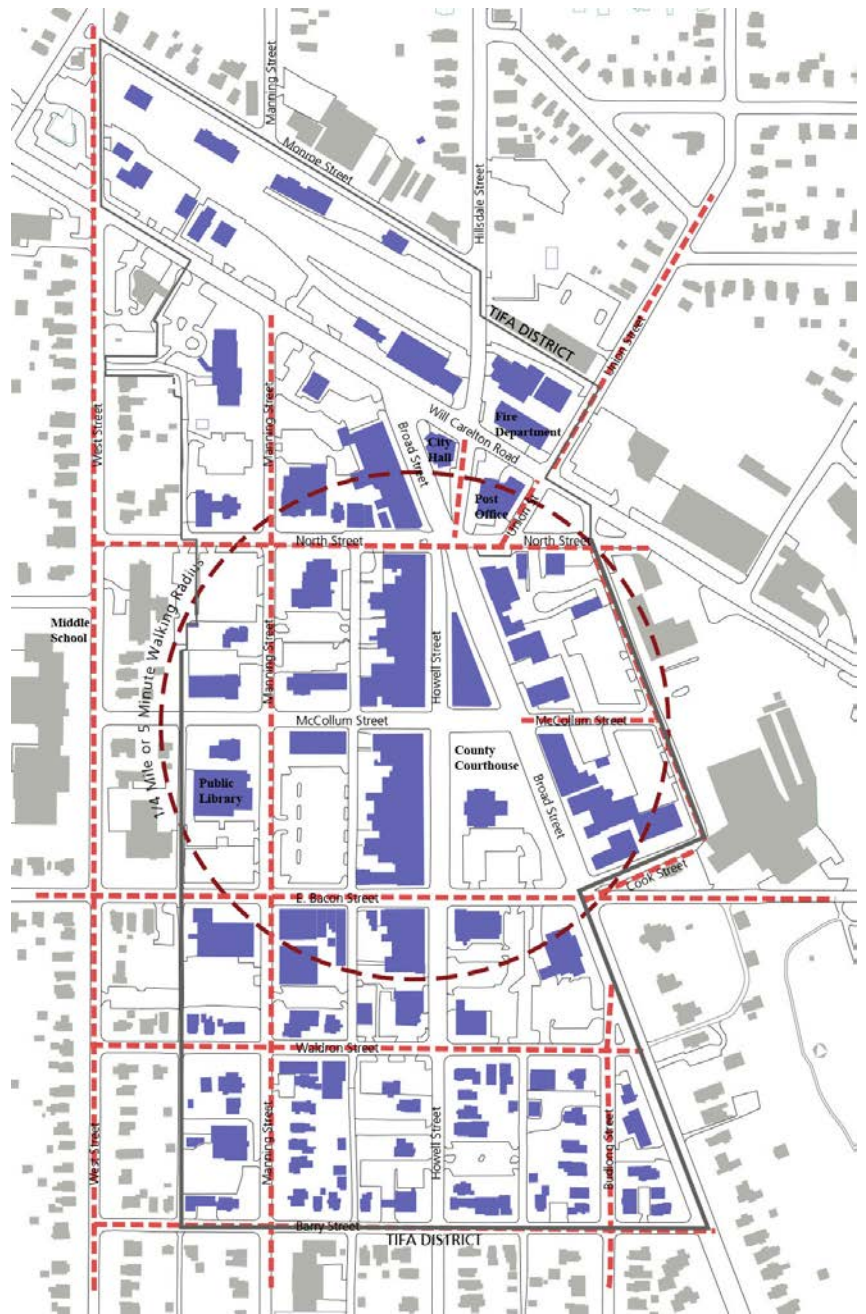 Manning Street
Monroe Street
Hillsdale Street
TIFA DISTRICT
Union Street
West Street
Manning Street
Broad Street
Will Carelton Road
City
Hall
Fire
Department
Post
Office
Union St
North Street
North Street
1/4 Mile or 5 Minute Walking Radius
Middle
School
Manning Street
Howell Street
McCollum Street
McCollum Street
Public
Library
County
Courthouse
Broad Street
Cook Street
E. Bacon Street
Waldron Street
West Street
Manning Street
Howell Street
Budlong Street
Barry Street
TIFA DISTRICT